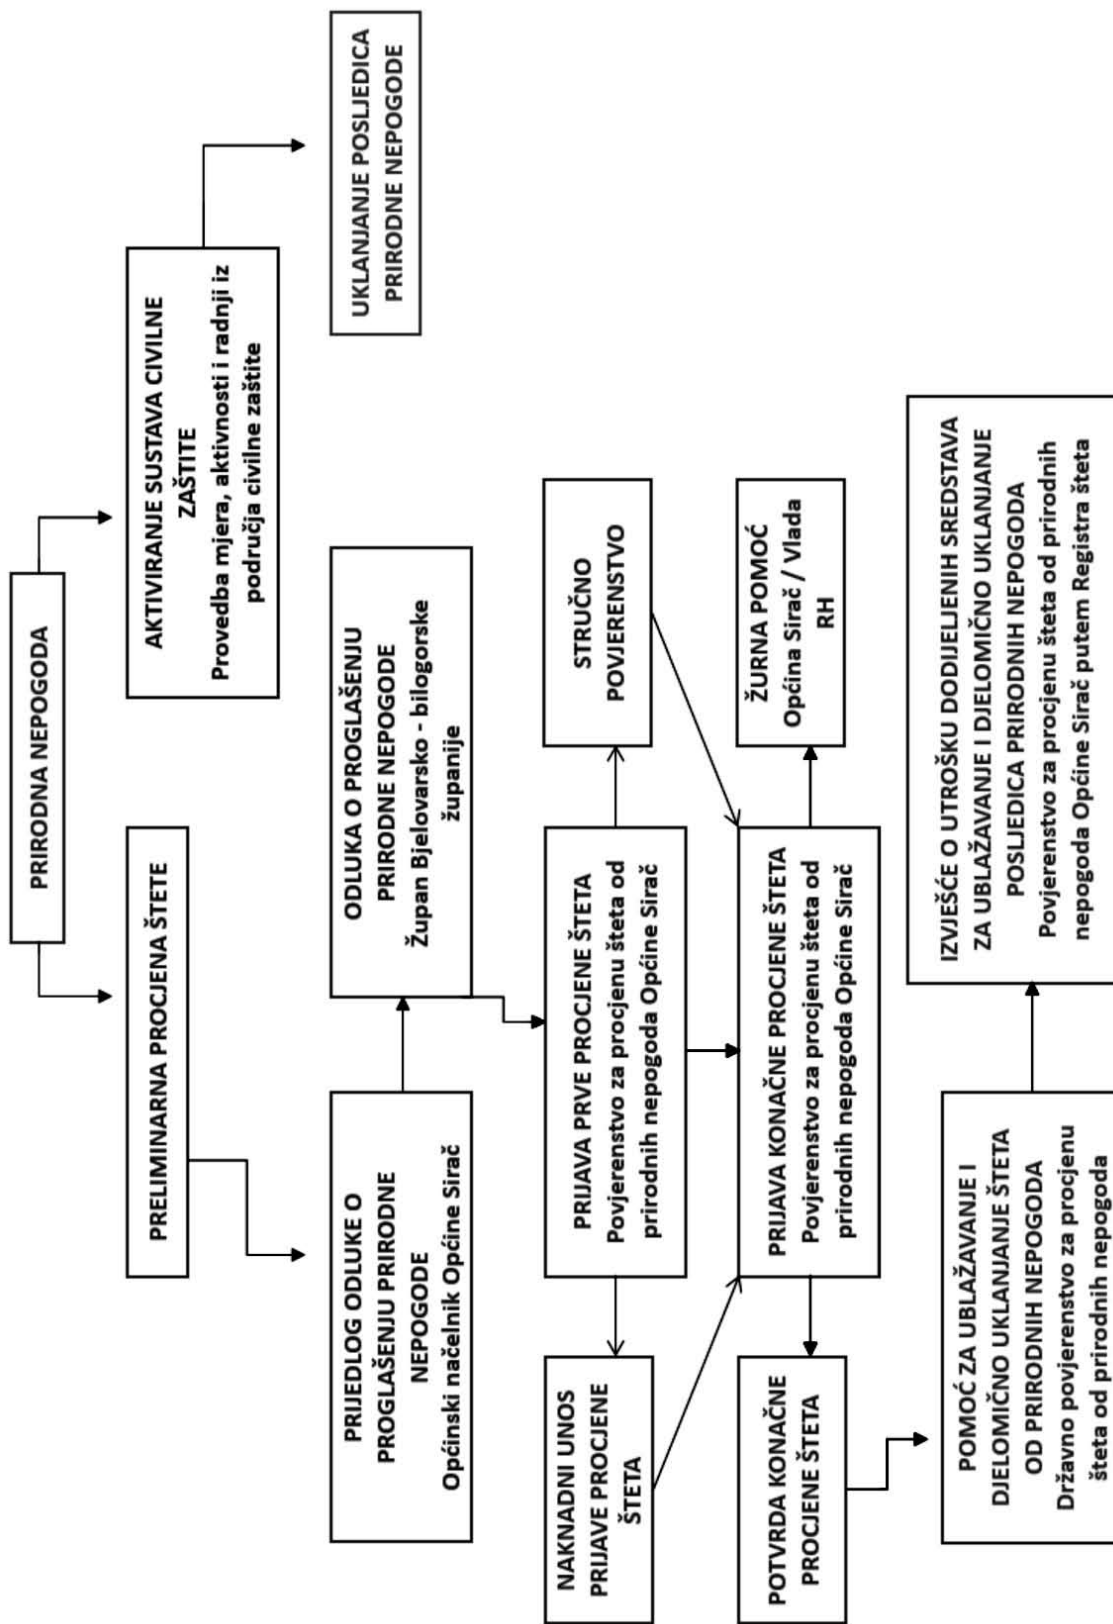 PRIRODNA NEPOGODA
PRELIMINARNA PROCJENA ŠTETE
AKTIVIRANJE SUSTAVA CIVILNE
ZAŠTITE
Provedba mjera, aktivnosti i radnji iz
područja civilne zaštite
PRIJEDLOG ODLUKE O
PROGLAŠENJU PRIRODNE
NEPOGODE
Općinski načelnik Općine Sirač
ODLUKA O PROGLAŠENJU
PRIRODNE NEPOGODE
Župan Bjelovarsko - bilogorske
županije
UKLANJANJE POSLJEDICA
PRIRODNE NEPOGODE
NAKNADNI UNOS
PRIJAVE PROCJENE
ŠTETA
PRIJAVA PRVE PROCJENE ŠTETA
Povjerenstvo za procjenu šteta od
prirodnih nepogoda Općine Sirač
STRUČNO
POVJERENSTVO
POTVRDA KONAČNE
PROCJENE ŠTETA
PRIJAVA KONAČNE PROCJENE ŠTETA
Povjerenstvo za procjenu šteta od
prirodnih nepogoda Općine Sirač
ŽURNA POMOĆ
Općina Sirač / Vlada
RH
POMOĆ ZA UBLAŽAVANJE I
DJELOMIČNO UKLANJANJE ŠTETA
OD PRIRODNIH NEPOGODA
Državno povjerenstvo za procjenu
šteta od prirodnih nepogoda
IZVJEŠĆE O UTROŠKU DODIJELJENIH SREDSTAVA
ZA UBLAŽAVANJE I DJELOMIČNO UKLANJANJE
POSLJEDICA PRIRODNIH NEPOGODA
Povjerenstvo za procjenu šteta od prirodnih
nepogoda Općine Sirač putem Registra šteta